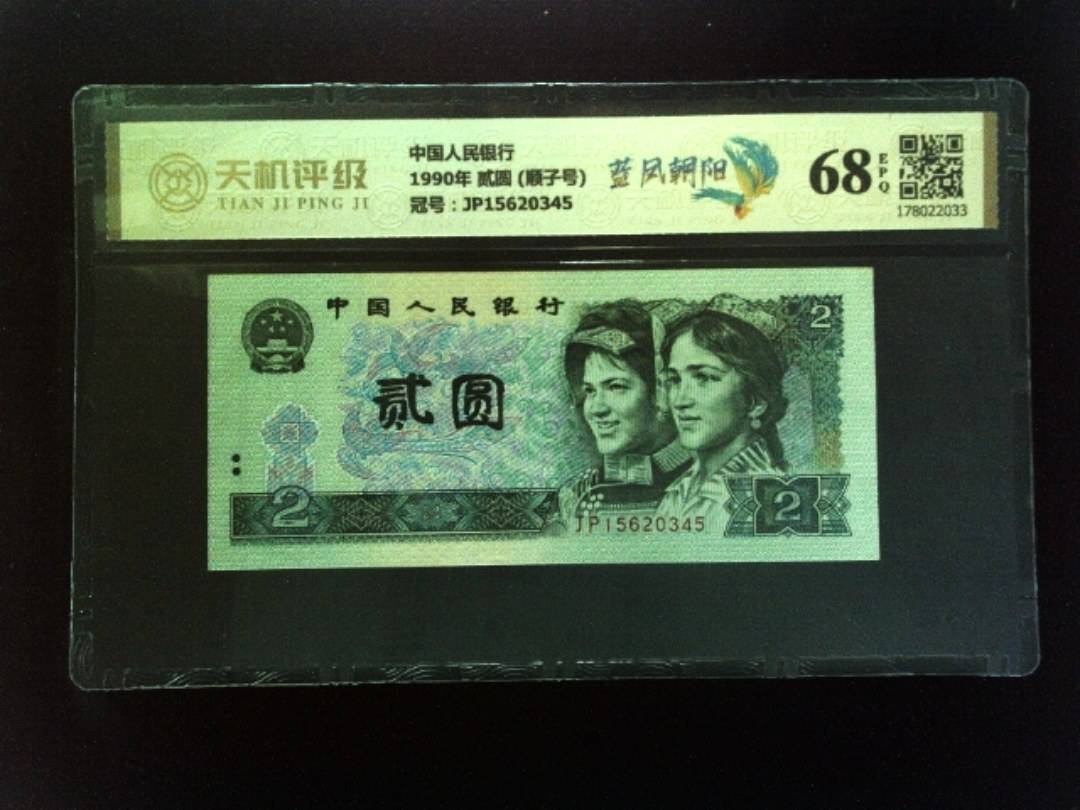 天机评级
TIAN JI PING JI
中国人民银行
1990年 贰圆 (顺子号)
冠号：JP15620345
蓝凤朝阳
68
EPQ
178022033
中国人民银行
2
贰圆
2
JP15620345
2